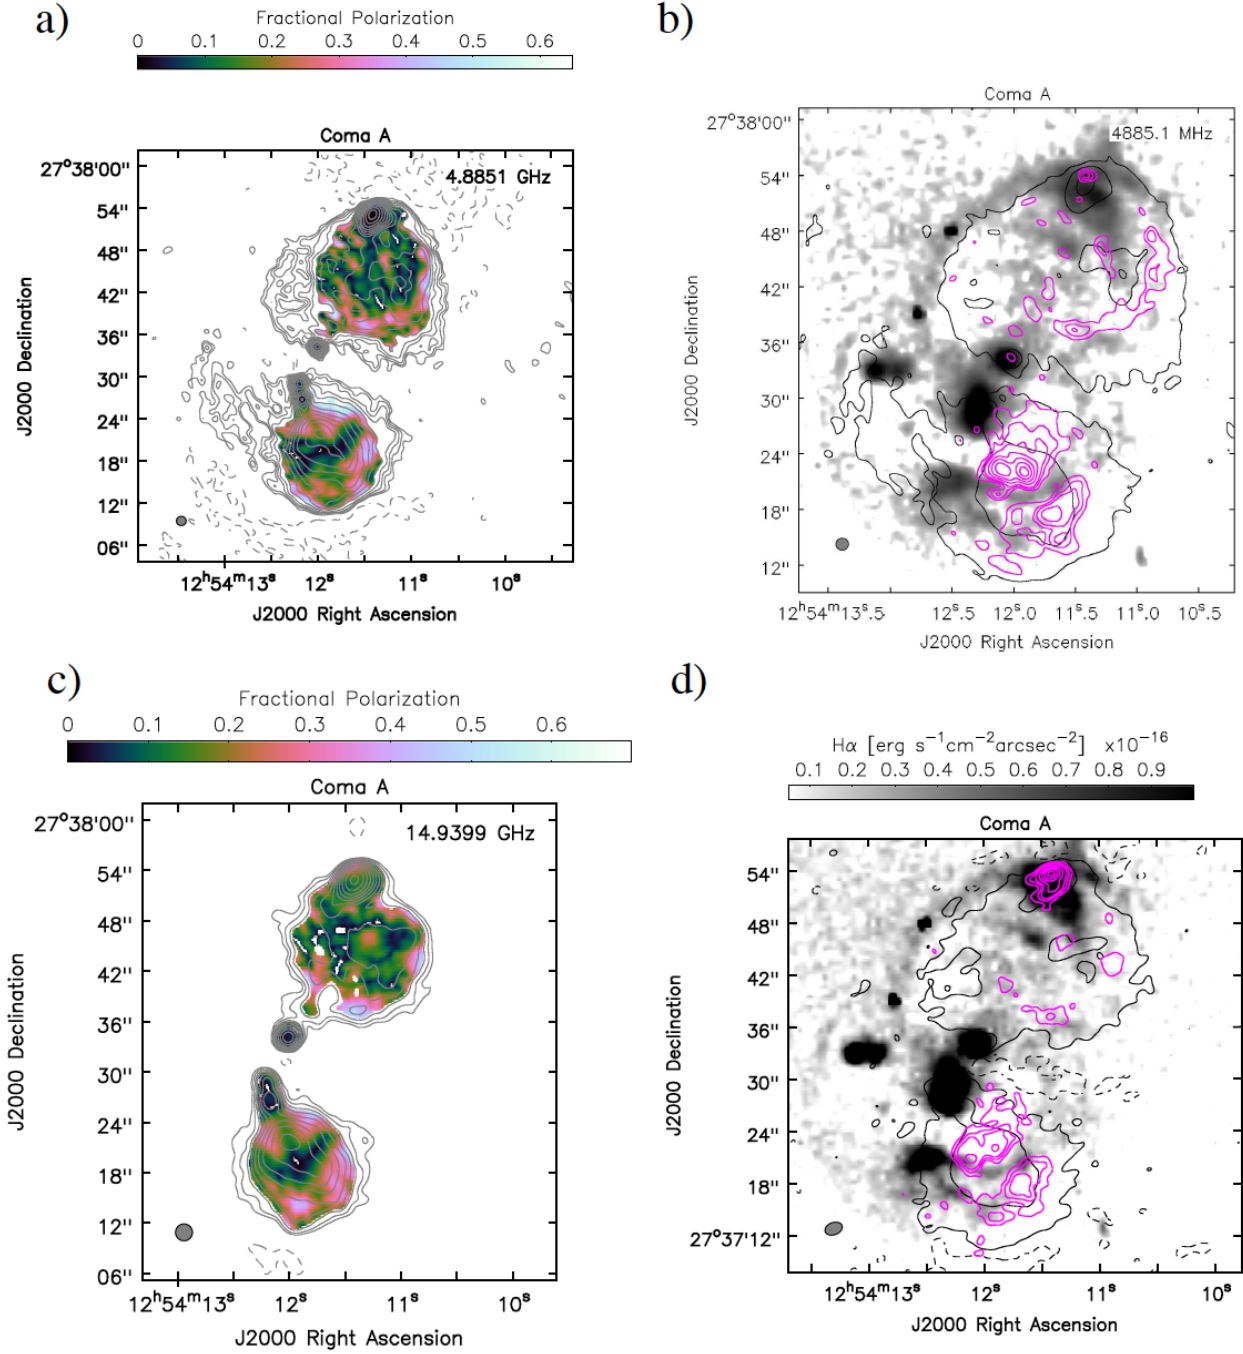 a)
Fractional Polarization
0 0.1 0.2 0.3 0.4 0.5 0.6
Coma A
4.8851 GHz
27°38'00"
54"
48"
42"
36"
30"
24"
18"
12"
06"
J2000 Declination
12ʰ54ᵐ13ˢ 12ˢ 11ˢ 10ˢ
J2000 Right Ascension
b)
Coma A
4885.1 MHz
27°38'00"
54"
48"
42"
36"
30"
24"
18"
12"
J2000 Declination
12ʰ54ᵐ13ˢ.5 12ˢ.5 12ˢ.0 11ˢ.5 11ˢ.0 10ˢ.5
J2000 Right Ascension
c)
Fractional Polarization
0 0.1 0.2 0.3 0.4 0.5 0.6
Coma A
14.9399 GHz
27°38'00"
54"
48"
42"
36"
30"
24"
18"
12"
06"
J2000 Declination
12ʰ54ᵐ13ˢ 12ˢ 11ˢ 10ˢ
J2000 Right Ascension
d)
Hα [erg s⁻¹cm⁻²arcsec⁻²] x10⁻¹⁶
0.1 0.2 0.3 0.4 0.5 0.6 0.7 0.8 0.9
Coma A
54"
48"
42"
36"
30"
24"
18"
27°37'12"
J2000 Declination
12ʰ54ᵐ13ˢ 12ˢ 11ˢ 10ˢ
J2000 Right Ascension